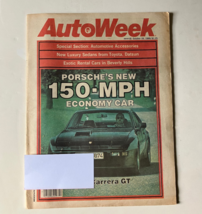 AutoWeek
Special Section: Automotive Accessories
New Luxury Sedans from Toyota, Datsun
Exotic Rental Cars in Beverly Hills
PORSCHE'S NEW
150-MPH
ECONOMY CAR
Carrera GT